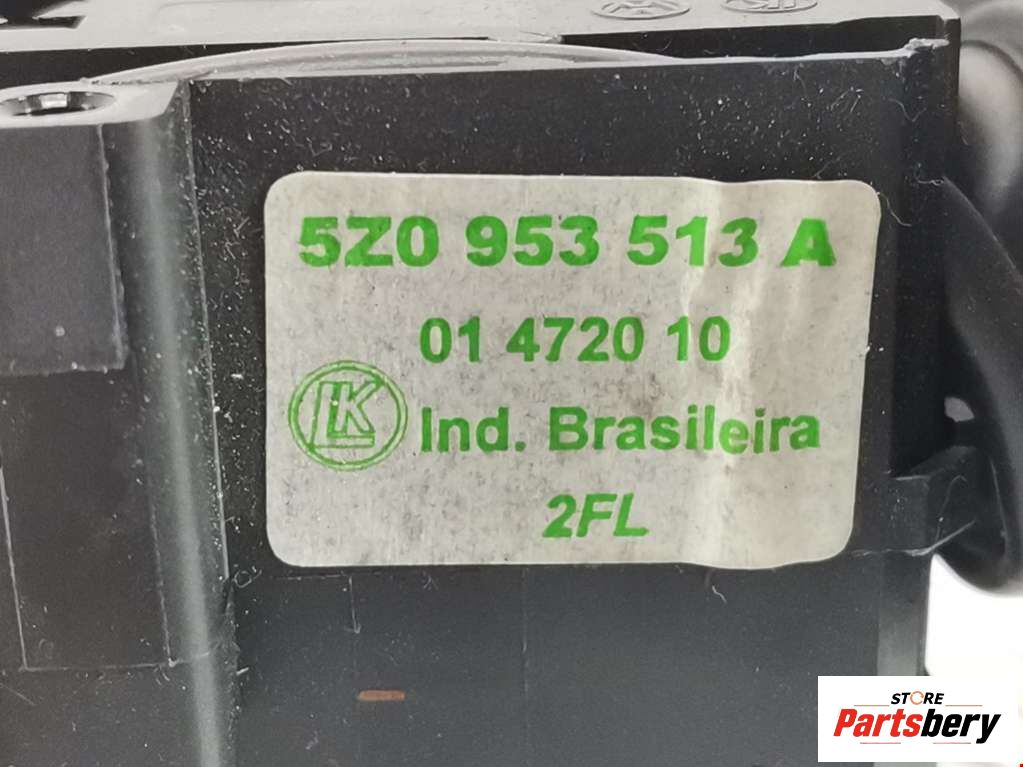 5Z0 953 513 A
01 4720 10
LK
Ind. Brasileira
2FL
STORE
Partsbery